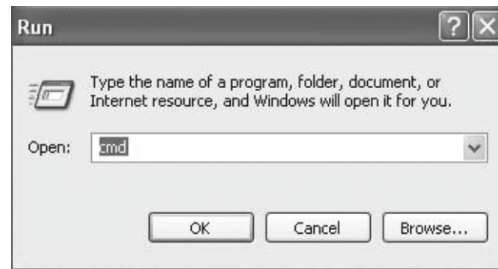 Run
Type the name of a program, folder, document, or
Internet resource, and Windows will open it for you.
Open: cmd
OK Cancel Browse...